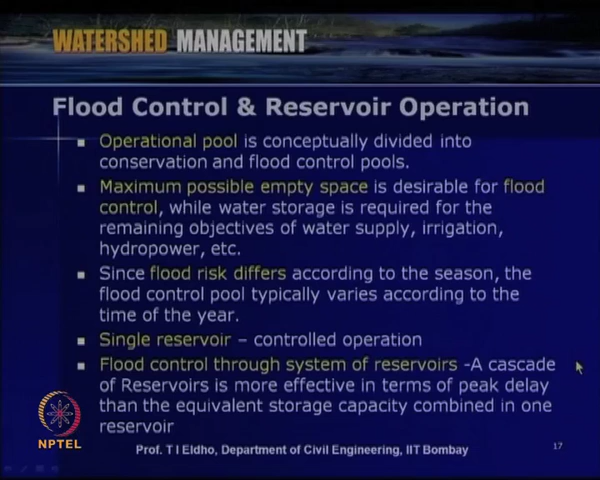 WATERSHED MANAGEMENT
Flood Control & Reservoir Operation
Operational pool is conceptually divided into
conservation and flood control pools.
Maximum possible empty space is desirable for flood
control, while water storage is required for the
remaining objectives of water supply, irrigation,
hydropower, etc.
Since flood risk differs according to the season, the
flood control pool typically varies according to the
time of the year.
Single reservoir – controlled operation
Flood control through system of reservoirs -A cascade
of Reservoirs is more effective in terms of peak delay
than the equivalent storage capacity combined in one
reservoir
NPTEL
Prof. T I Eldho, Department of Civil Engineering, IIT Bombay
17